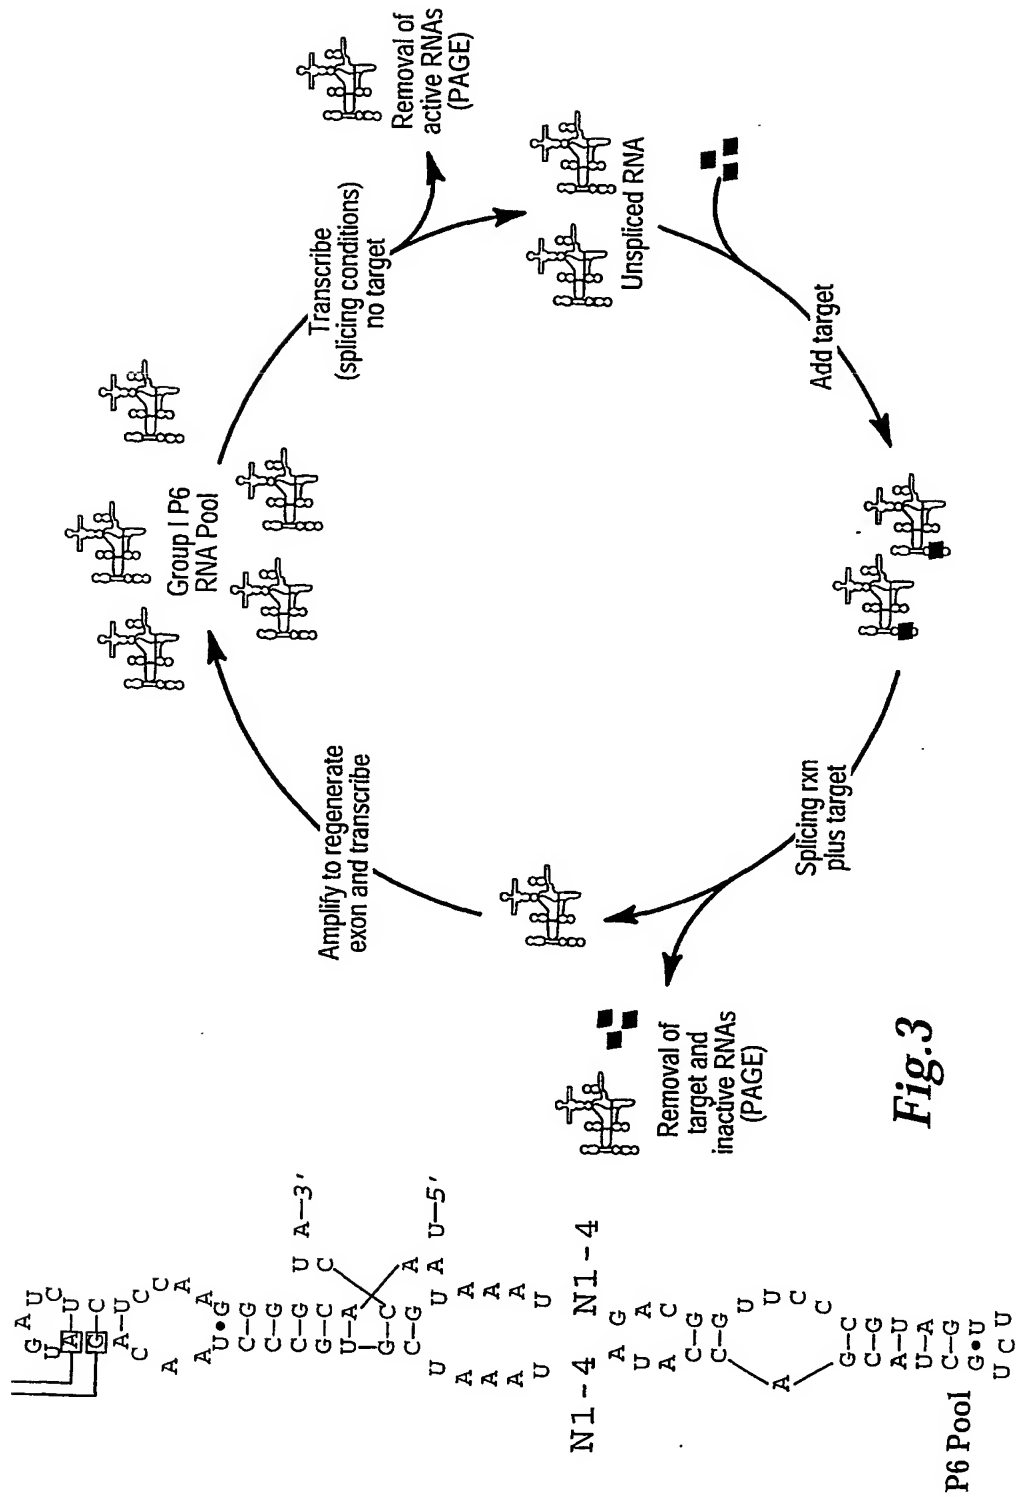 G A U C
U
A–U
G–C
A–U
C C
A C
A
A A
U•G
C–G
C–G
C–G
G–C
U–A
G–C
C–G
U A–3'
C
A
A U–5'
U U
A A
A A
A A
U U
N1-4 N1-4
A G
U A
A C
C–G
C–G
U
U
A
C
C
G–C
C–G
A–U
U–A
C–G
G•U
U C U
P6 Pool
Group I P6
RNA Pool
Transcribe
(splicing conditions)
no target
Removal of
active RNAs
(PAGE)
Unspliced RNA
Add target
Splicing rxn
plus target
Removal of
target and
inactive RNAs
(PAGE)
Amplify to regenerate
exon and transcribe
Fig.3